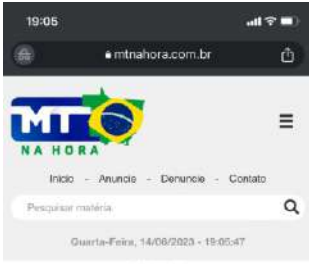 19:05
mtnahora.com.br
MT
NA HORA
Início - Anuncie - Denuncie - Contato
Pesquisar matéria.
Quarta-Feira, 14/06/2023 - 19:05:47